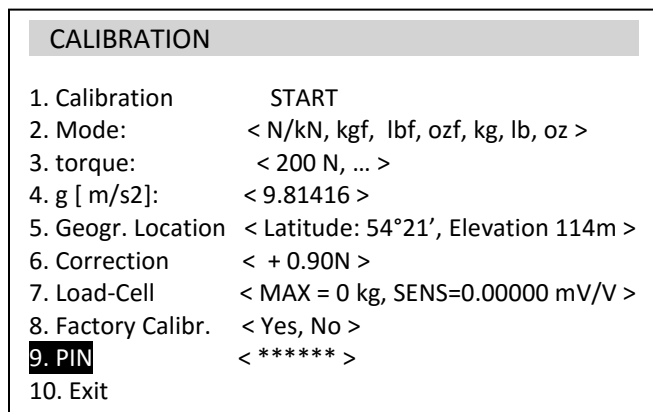 CALIBRATION
1. Calibration START
2. Mode: < N/kN, kgf, lbf, ozf, kg, lb, oz >
3. torque: < 200 N, … >
4. g [ m/s2]: < 9.81416 >
5. Geogr. Location < Latitude: 54°21’, Elevation 114m >
6. Correction < + 0.90N >
7. Load-Cell < MAX = 0 kg, SENS=0.00000 mV/V >
8. Factory Calibr. < Yes, No >
9. PIN < ****** >
10. Exit